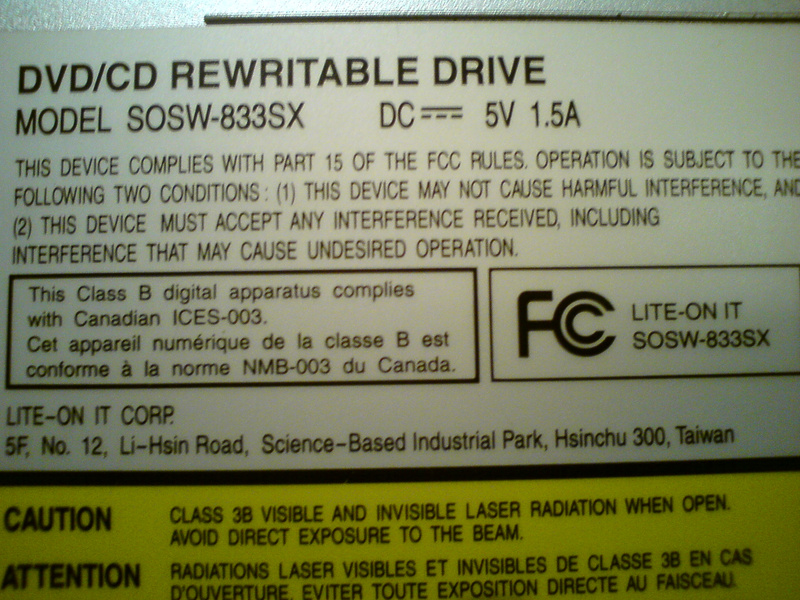 DVD/CD REWRITABLE DRIVE
MODEL SOSW-833SX DC 5V 1.5A
THIS DEVICE COMPLIES WITH PART 15 OF THE FCC RULES. OPERATION IS SUBJECT TO THE
FOLLOWING TWO CONDITIONS: (1) THIS DEVICE MAY NOT CAUSE HARMFUL INTERFERENCE, AND
(2) THIS DEVICE MUST ACCEPT ANY INTERFERENCE RECEIVED, INCLUDING
INTERFERENCE THAT MAY CAUSE UNDESIRED OPERATION.
This Class B digital apparatus complies
with Canadian ICES-003.
Cet appareil numérique de la classe B est
conforme à la norme NMB-003 du Canada.
FC LITE-ON IT
SOSW-833SX
LITE-ON IT CORP.
5F, No. 12, Li-Hsin Road, Science-Based Industrial Park, Hsinchu 300, Taiwan
CAUTION CLASS 3B VISIBLE AND INVISIBLE LASER RADIATION WHEN OPEN.
AVOID DIRECT EXPOSURE TO THE BEAM.
ATTENTION RADIATIONS LASER VISIBLES ET INVISIBLES DE CLASSE 3B EN CAS
D'OUVERTURE. EVITER TOUTE EXPOSITION DIRECTE AU FAISCEAU.